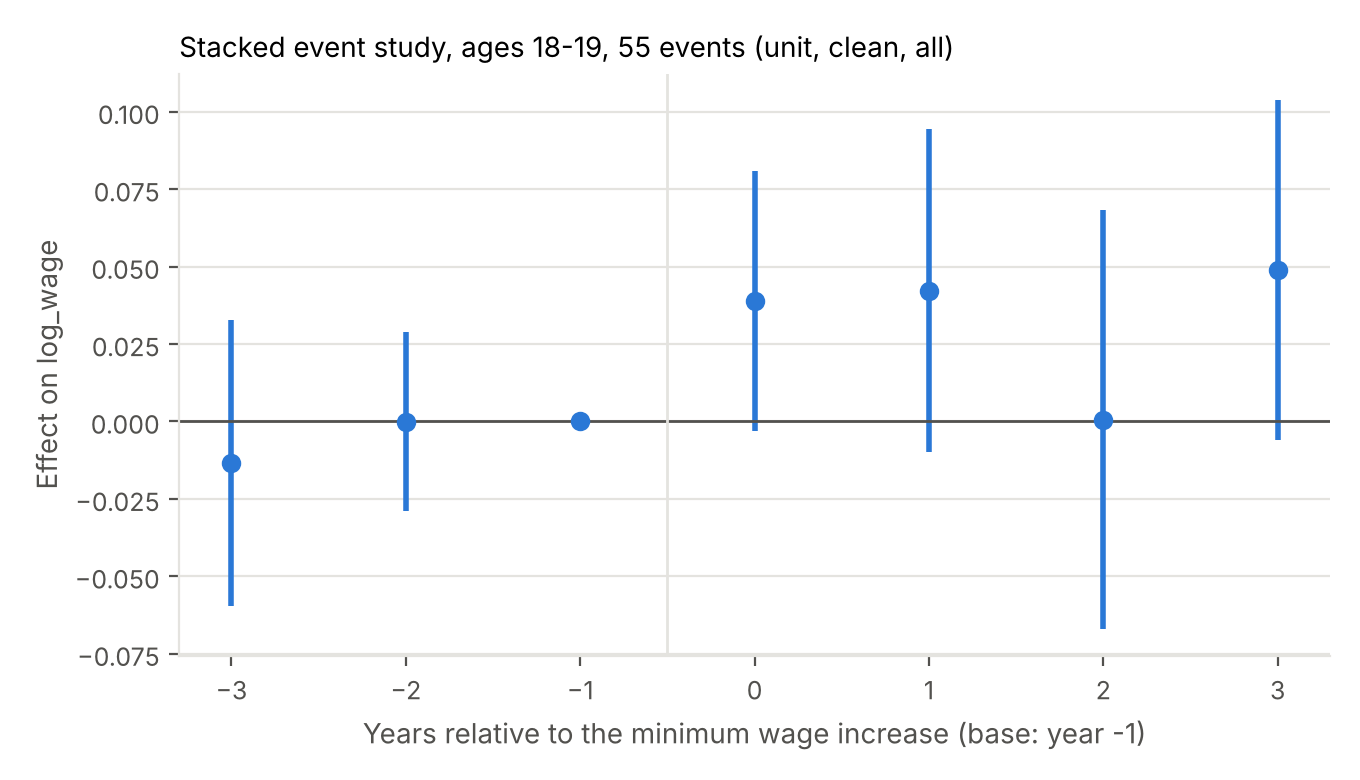 Stacked event study, ages 18-19, 55 events (unit, clean, all)
0.100
0.075
0.050
0.025
0.000
−0.025
−0.050
−0.075
Effect on log_wage
−3 −2 −1 0 1 2 3
Years relative to the minimum wage increase (base: year -1)